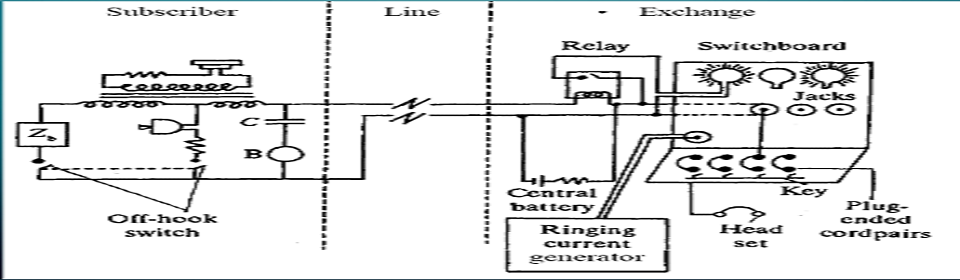 Subscriber
Line
Exchange
Relay
Switchboard
Jacks
C
Zb
B
Key
Off-hook
switch
Central
battery
Ringing
current
generator
Head
set
Plug-
ended
cordpairs